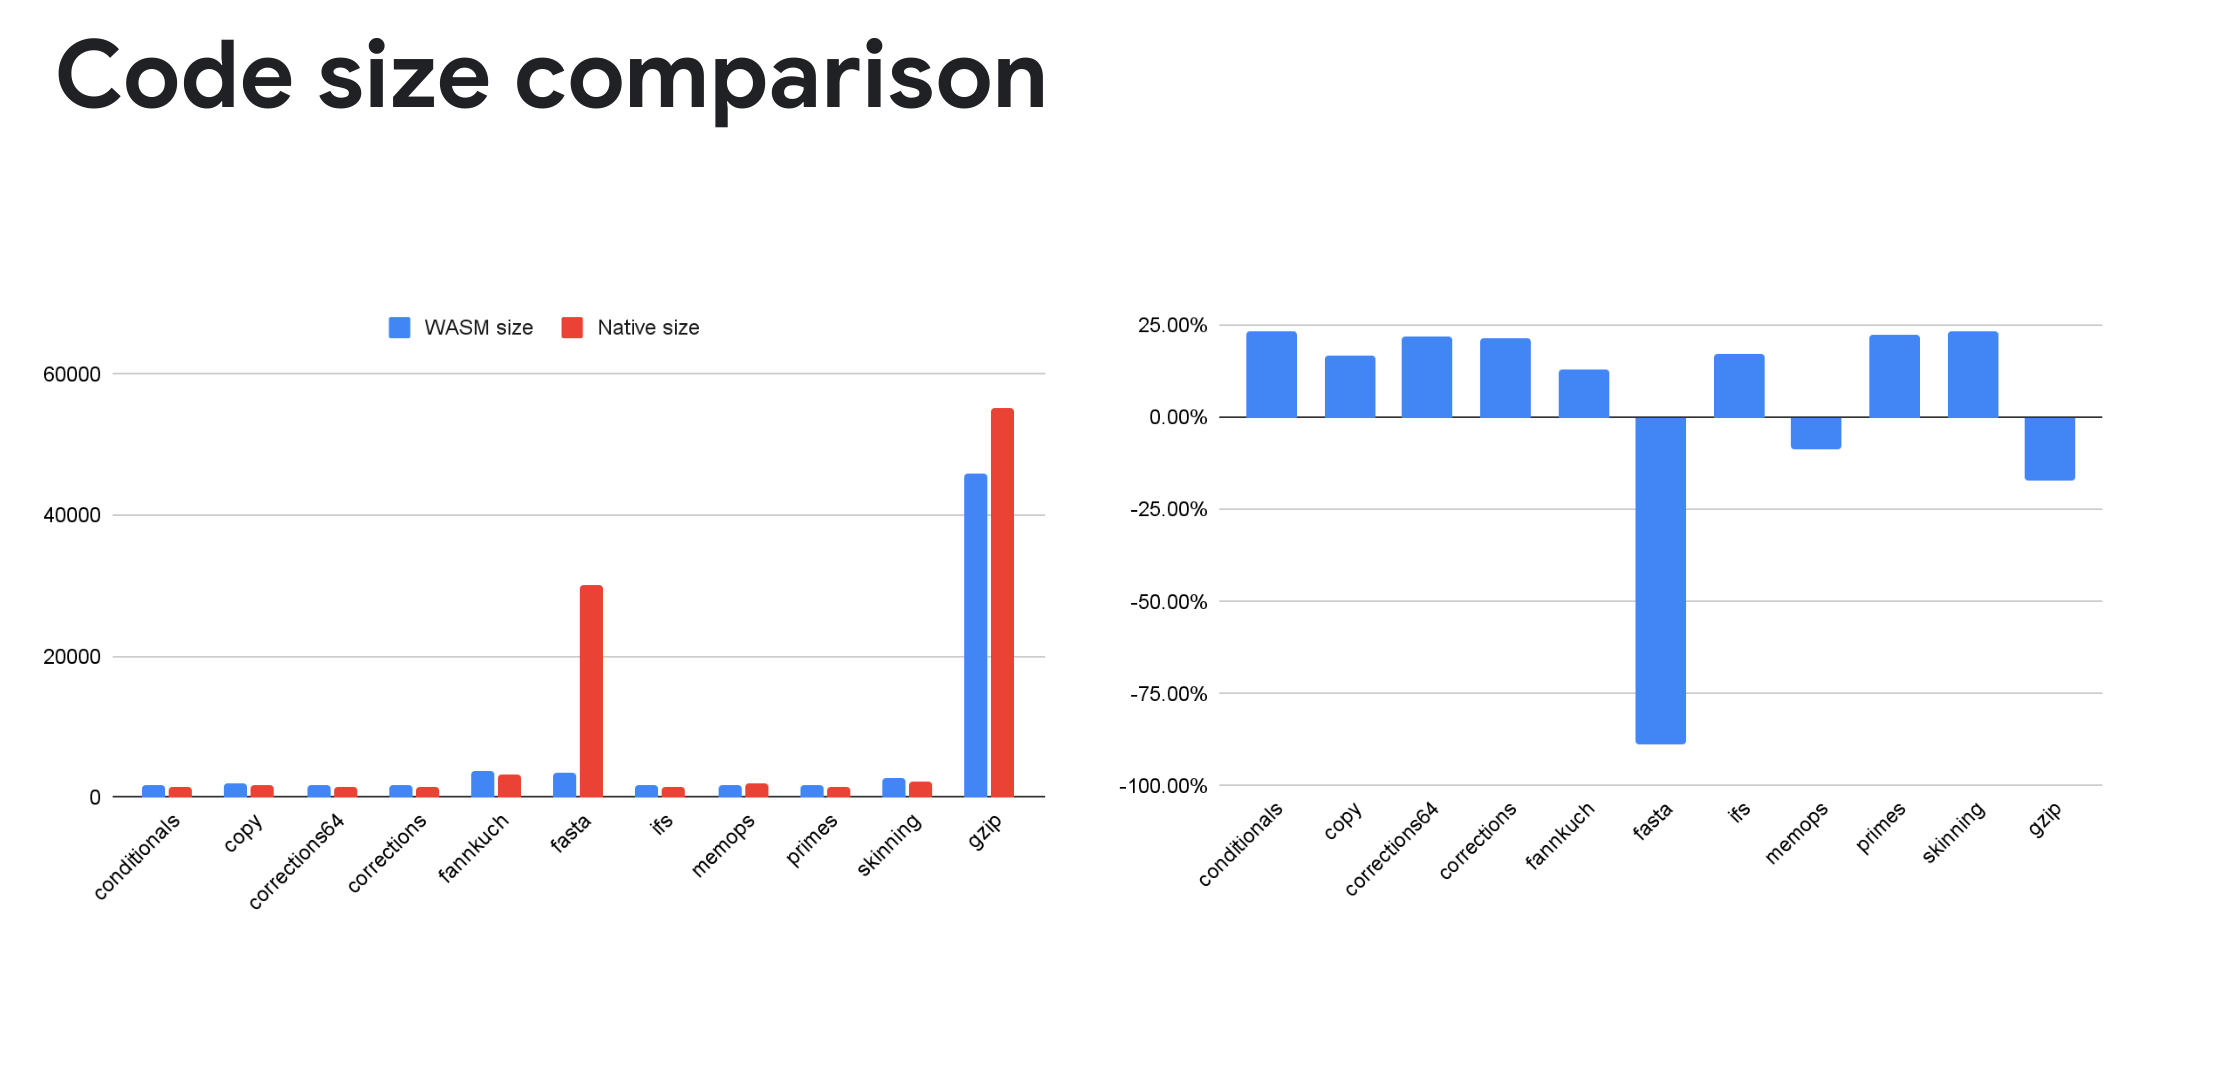 Code size comparison
WASM size Native size
60000
40000
20000
0
conditionals
copy
corrections64
corrections
fannkuch
fasta
ifs
memops
primes
skinning
gzip
25.00%
0.00%
-25.00%
-50.00%
-75.00%
-100.00%
conditionals
copy
corrections64
corrections
fannkuch
fasta
ifs
memops
primes
skinning
gzip